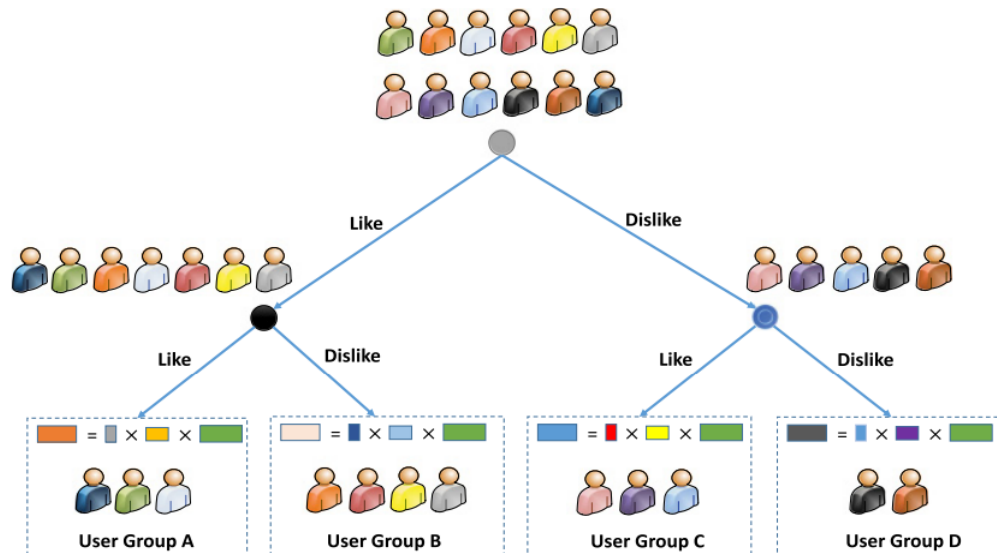 Like
Dislike
Like
Dislike
Like
Dislike
= × ×
= × ×
= × ×
= × ×
User Group A
User Group B
User Group C
User Group D